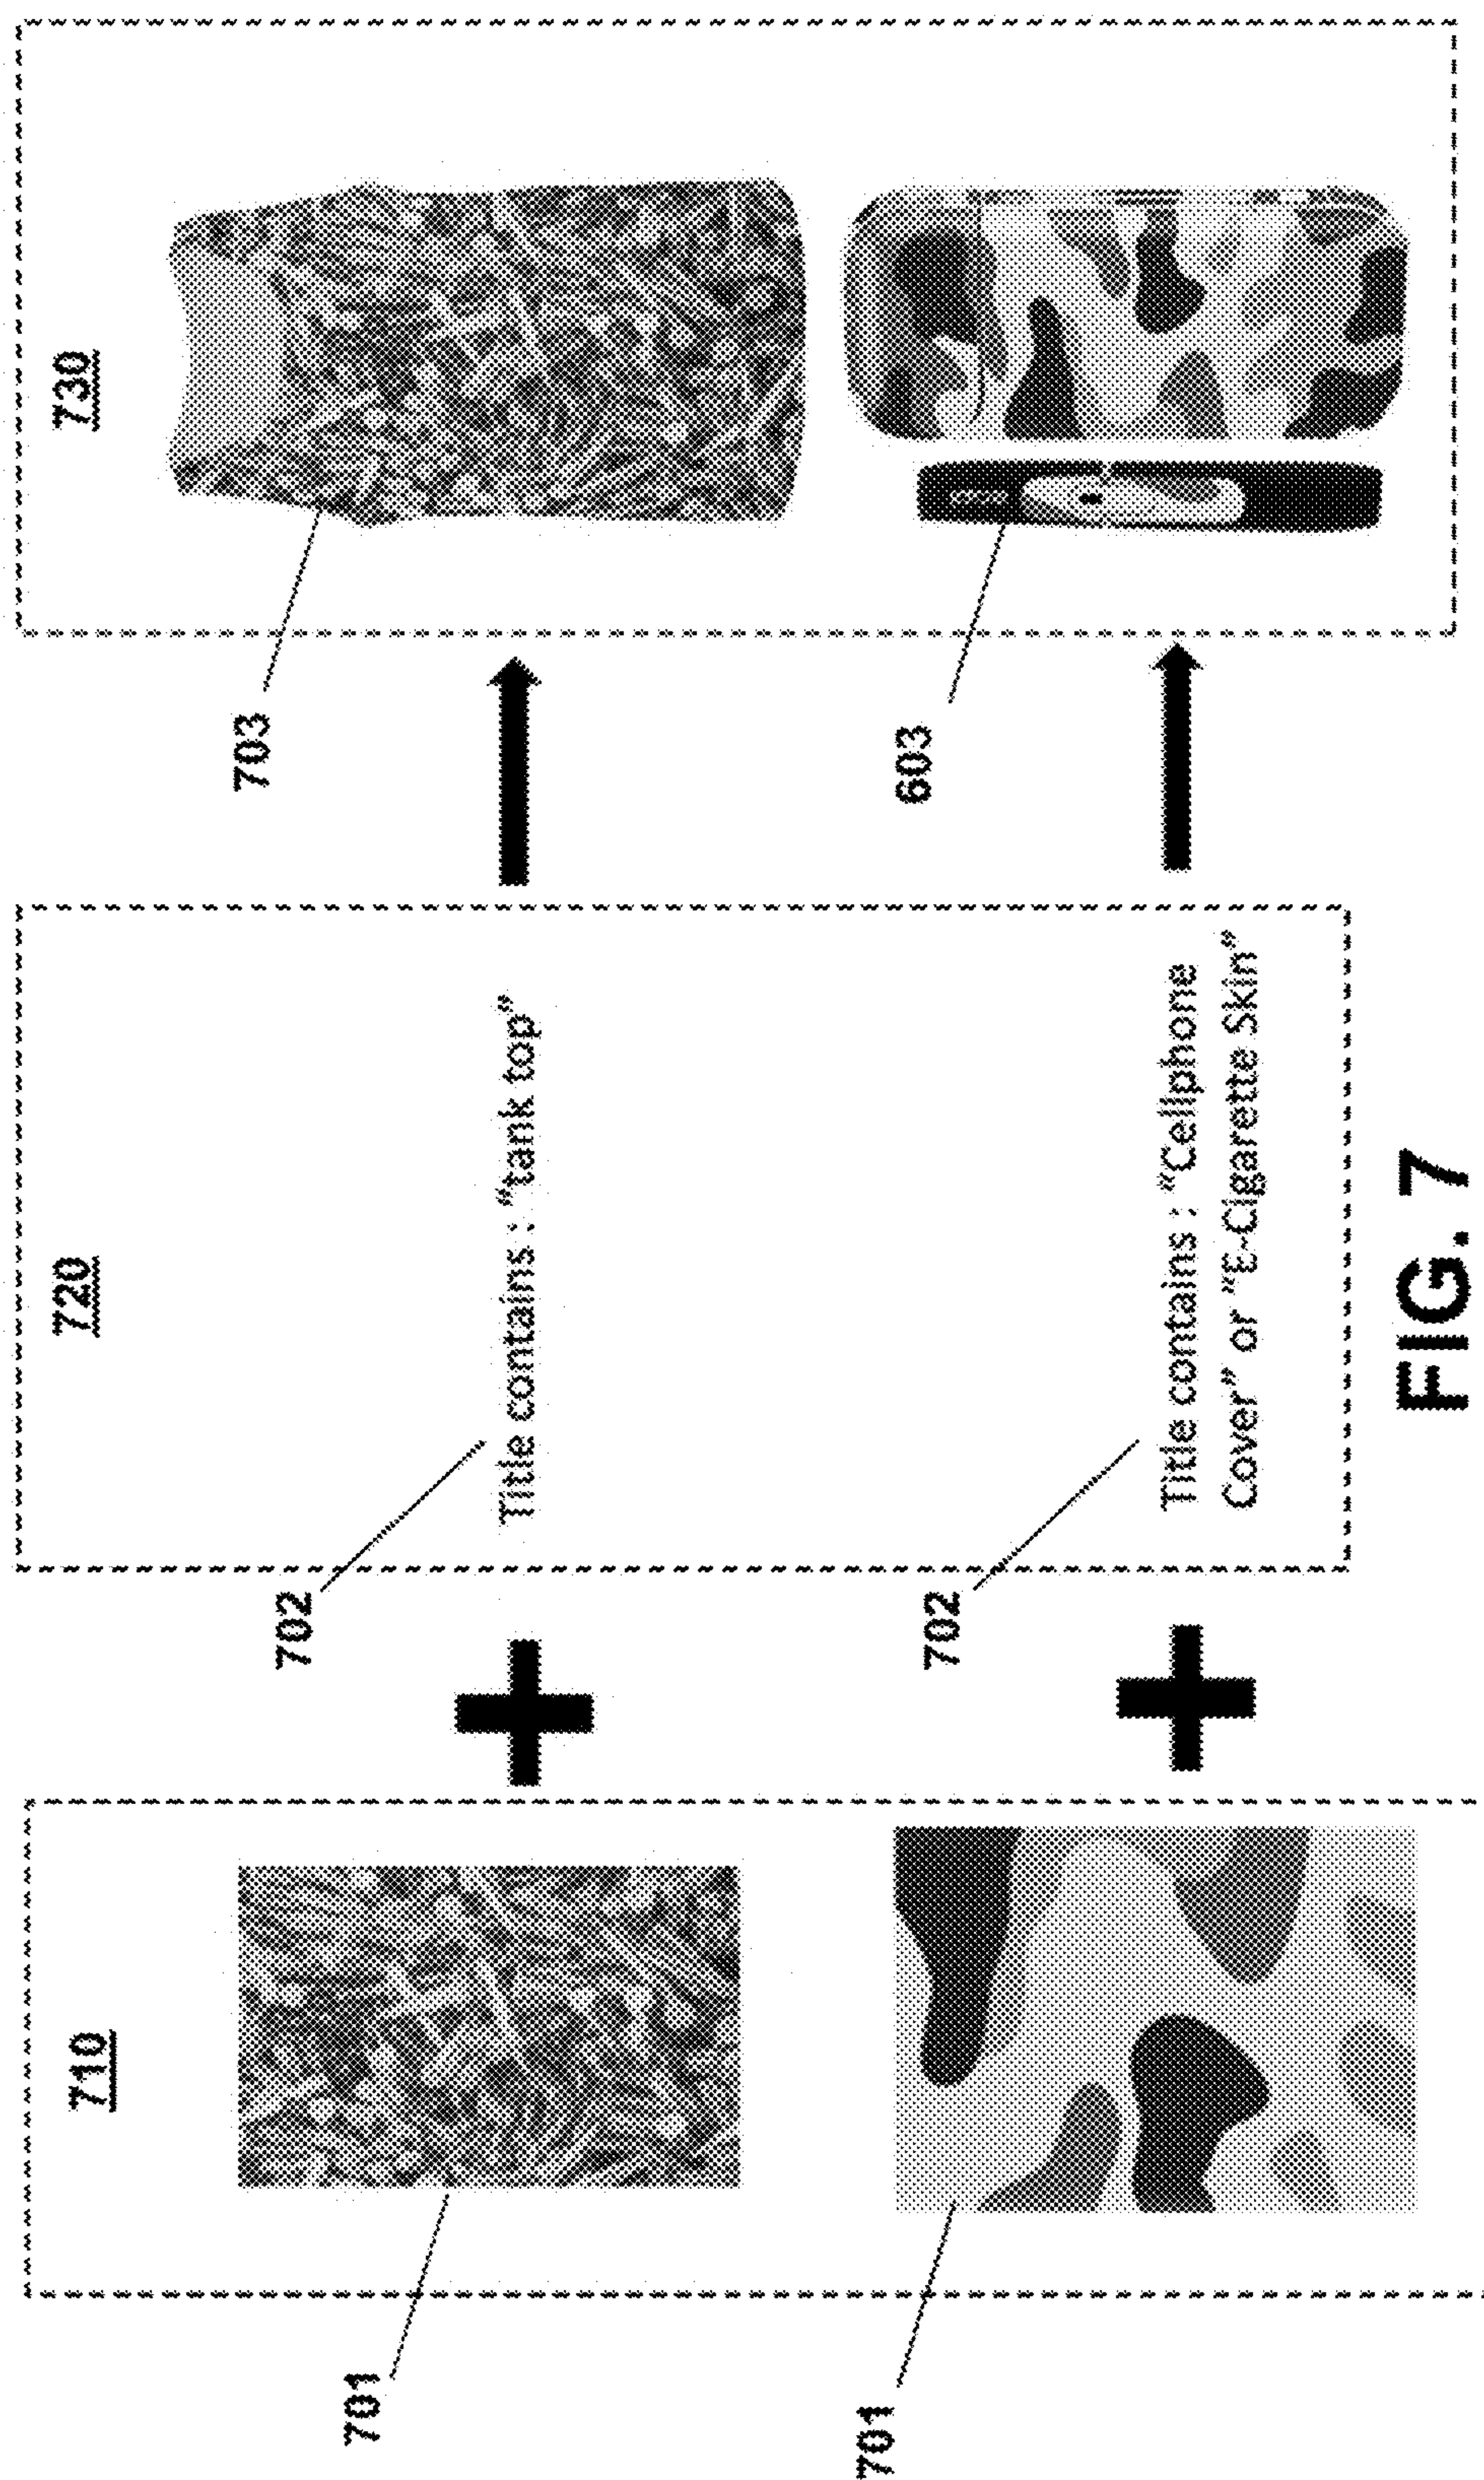 710
720
730
701
702
Title contains : “tank top”
703
701
702
Title contains : “Cellphone
Cover” or “E-Cigarette Skin”
603
FIG. 7